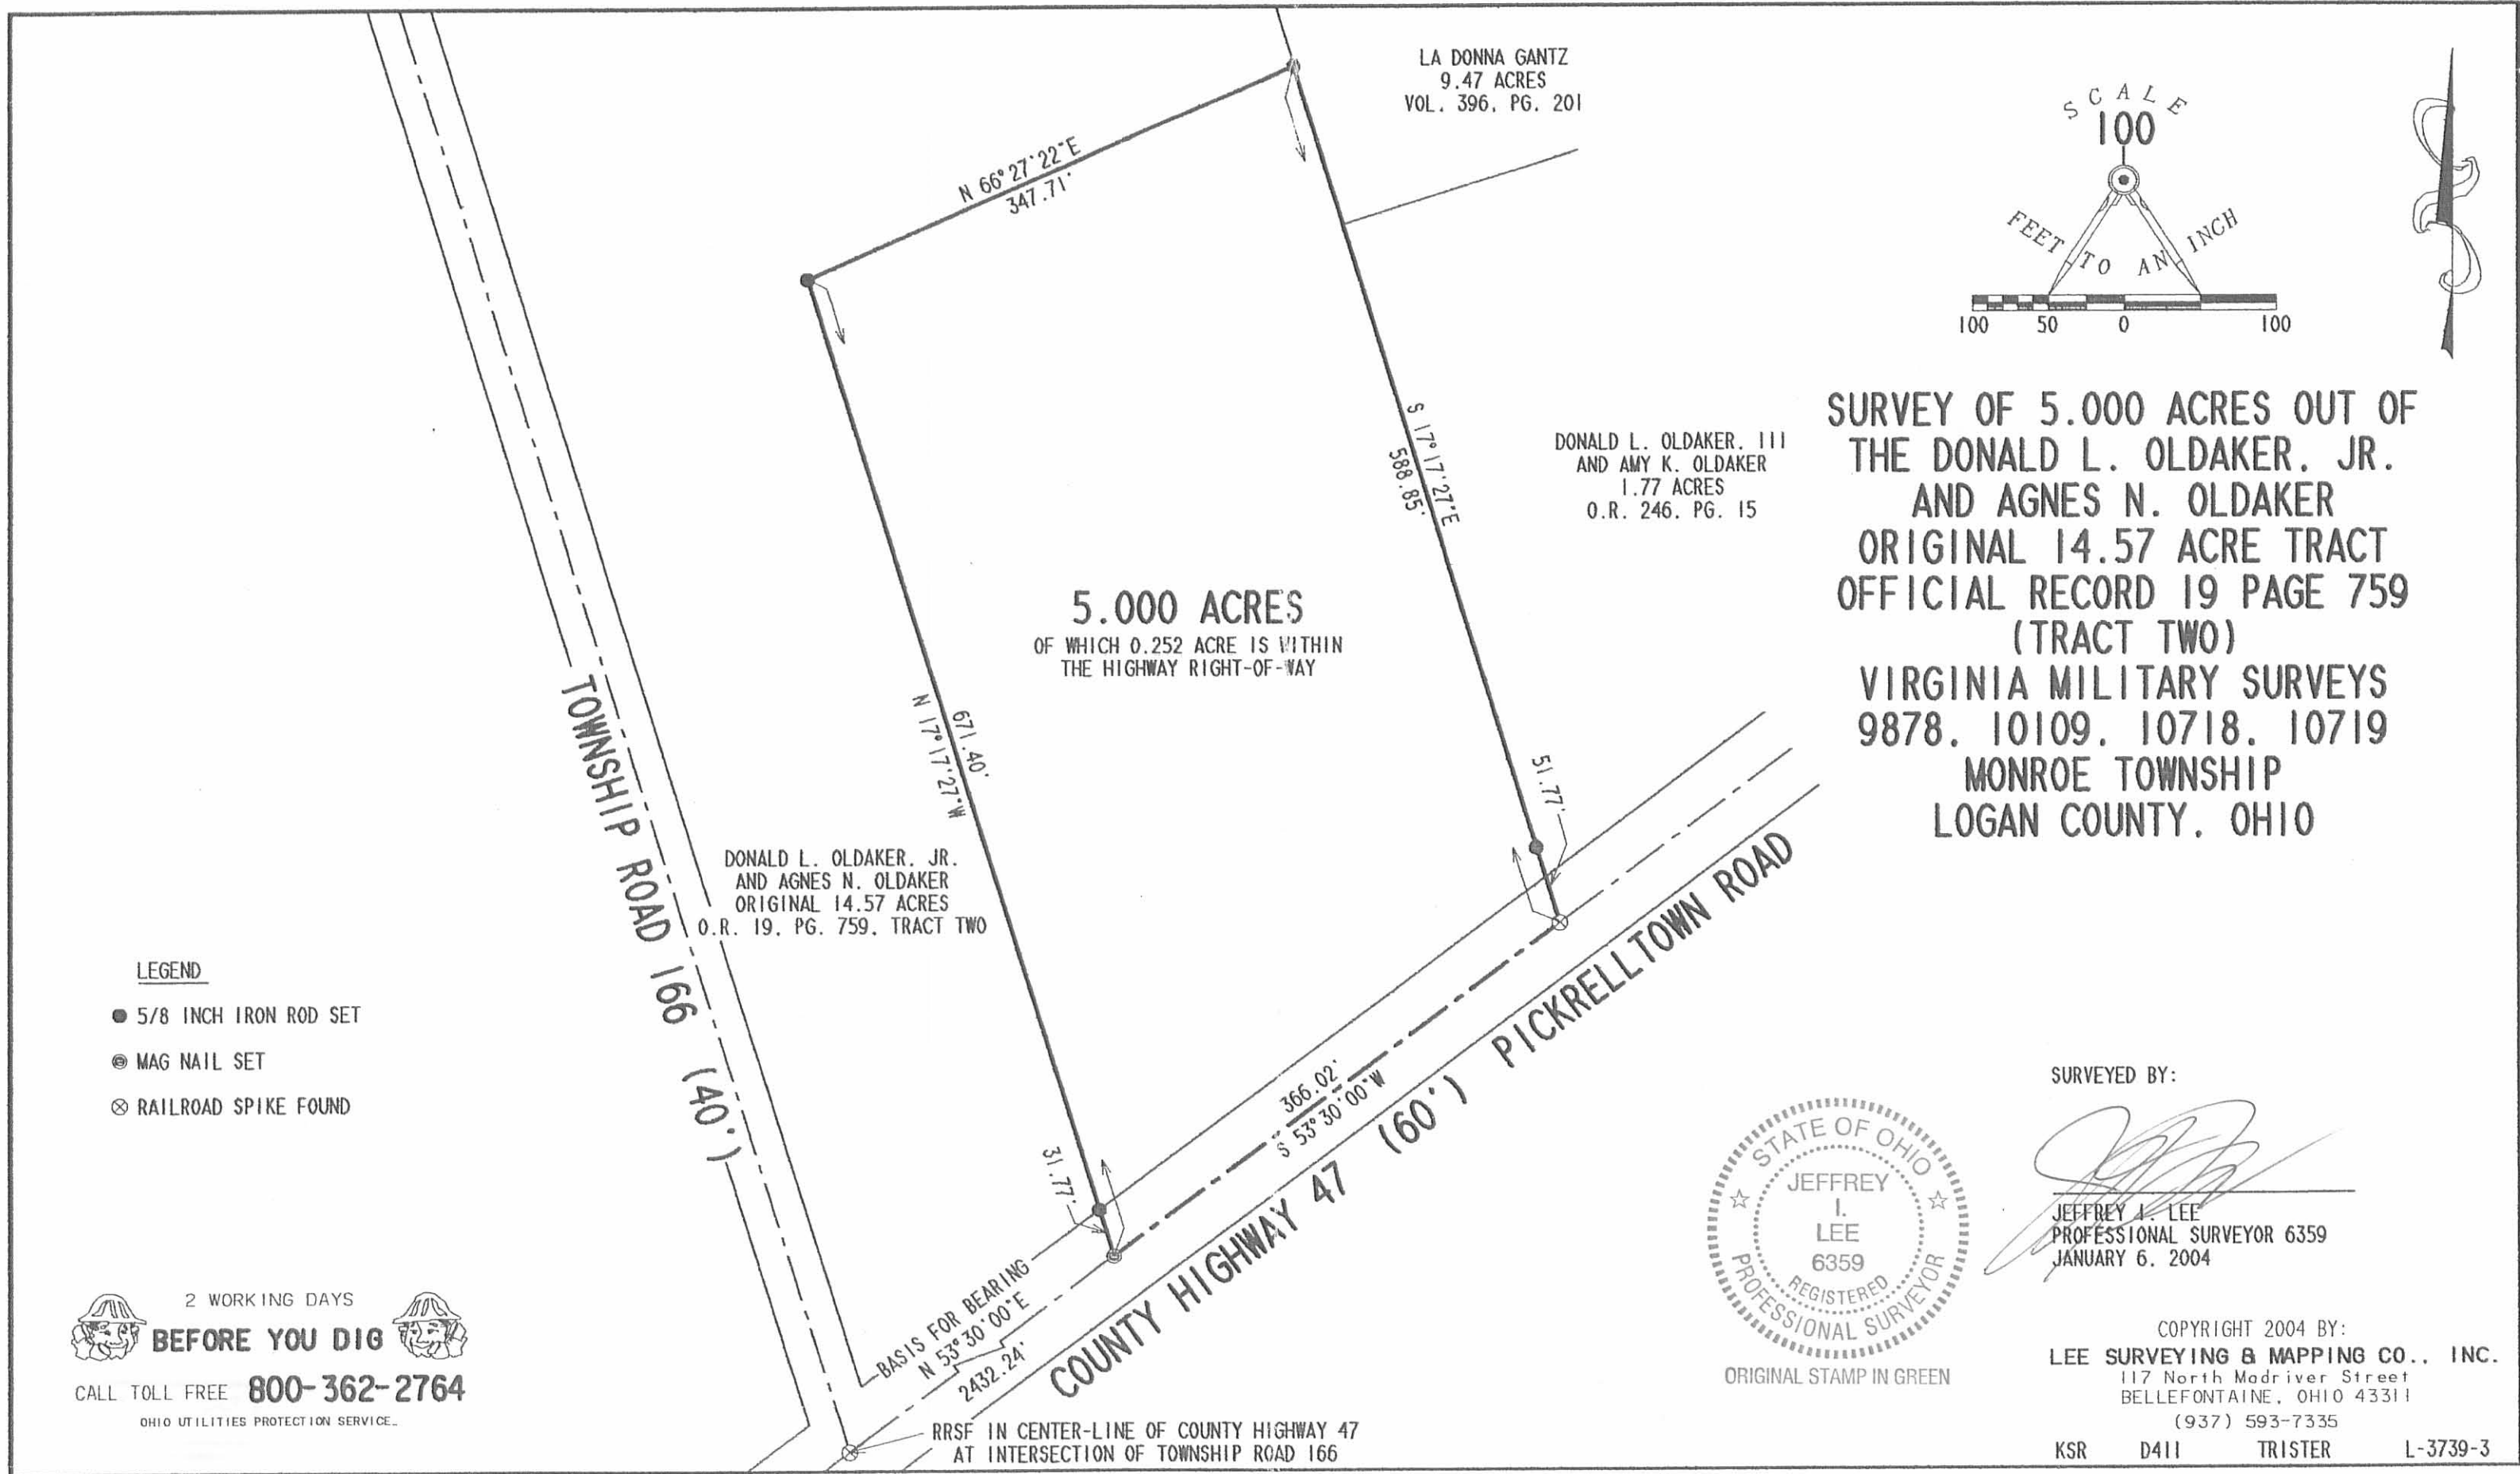 LA DONNA GANTZ
9.47 ACRES
VOL. 396. PG. 201
SCALE
100
FEET TO AN INCH
100 50 0 100
N 66°27'22"E
347.71'
S 17°17'27"E
588.85'
DONALD L. OLDAKER. III
AND AMY K. OLDAKER
1.77 ACRES
O.R. 246. PG. 15
SURVEY OF 5.000 ACRES OUT OF
THE DONALD L. OLDAKER. JR.
AND AGNES N. OLDAKER
ORIGINAL 14.57 ACRE TRACT
OFFICIAL RECORD 19 PAGE 759
(TRACT TWO)
VIRGINIA MILITARY SURVEYS
9878. 10109. 10718. 10719
MONROE TOWNSHIP
LOGAN COUNTY. OHIO
5.000 ACRES
OF WHICH 0.252 ACRE IS WITHIN
THE HIGHWAY RIGHT-OF-WAY
671.40'
N 17°17'27"W
51.77'
TOWNSHIP ROAD 166 (40')
DONALD L. OLDAKER. JR.
AND AGNES N. OLDAKER
ORIGINAL 14.57 ACRES
O.R. 19. PG. 759. TRACT TWO
LEGEND
5/8 INCH IRON ROD SET
MAG NAIL SET
RAILROAD SPIKE FOUND
31.77'
366.02'
S 53°30'00"W
COUNTY HIGHWAY 47 (60') PICKRELLTOWN ROAD
BASIS FOR BEARING
N 53°30'00"E
2432.24'
RRSF IN CENTER-LINE OF COUNTY HIGHWAY 47
AT INTERSECTION OF TOWNSHIP ROAD 166
2 WORKING DAYS
BEFORE YOU DIG
CALL TOLL FREE 800-362-2764
OHIO UTILITIES PROTECTION SERVICE.
STATE OF OHIO
JEFFREY
I.
LEE
6359
REGISTERED
PROFESSIONAL SURVEYOR
ORIGINAL STAMP IN GREEN
SURVEYED BY:
JEFFREY I. LEE
PROFESSIONAL SURVEYOR 6359
JANUARY 6. 2004
COPYRIGHT 2004 BY:
LEE SURVEYING & MAPPING CO., INC.
117 North Madriver Street
BELLEFONTAINE, OHIO 43311
(937) 593-7335
KSR D411 TRISTER L-3739-3